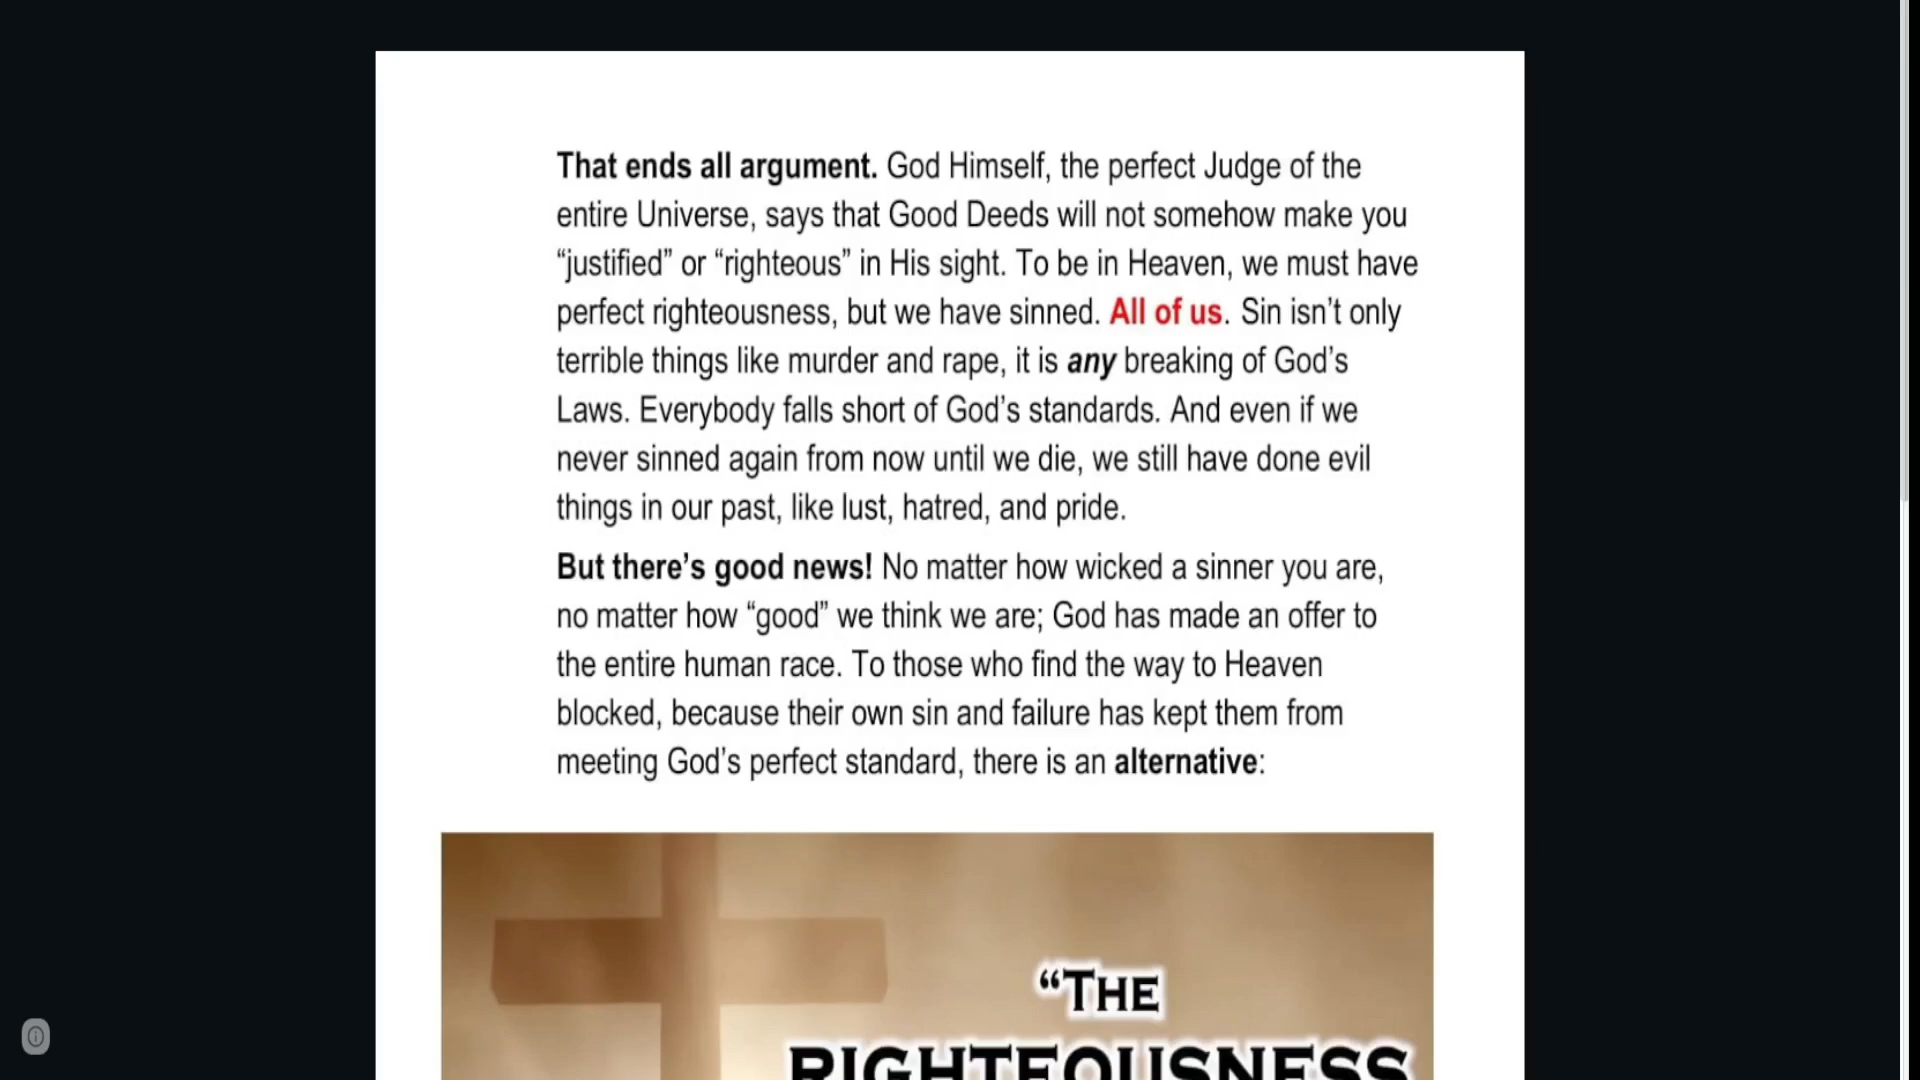 That ends all argument. God Himself, the perfect Judge of the
entire Universe, says that Good Deeds will not somehow make you
“justified” or “righteous” in His sight. To be in Heaven, we must have
perfect righteousness, but we have sinned. All of us. Sin isn’t only
terrible things like murder and rape, it is any breaking of God’s
Laws. Everybody falls short of God’s standards. And even if we
never sinned again from now until we die, we still have done evil
things in our past, like lust, hatred, and pride.
But there’s good news! No matter how wicked a sinner you are,
no matter how “good” we think we are; God has made an offer to
the entire human race. To those who find the way to Heaven
blocked, because their own sin and failure has kept them from
meeting God’s perfect standard, there is an alternative:
“THE
RIGHTEOUSNESS